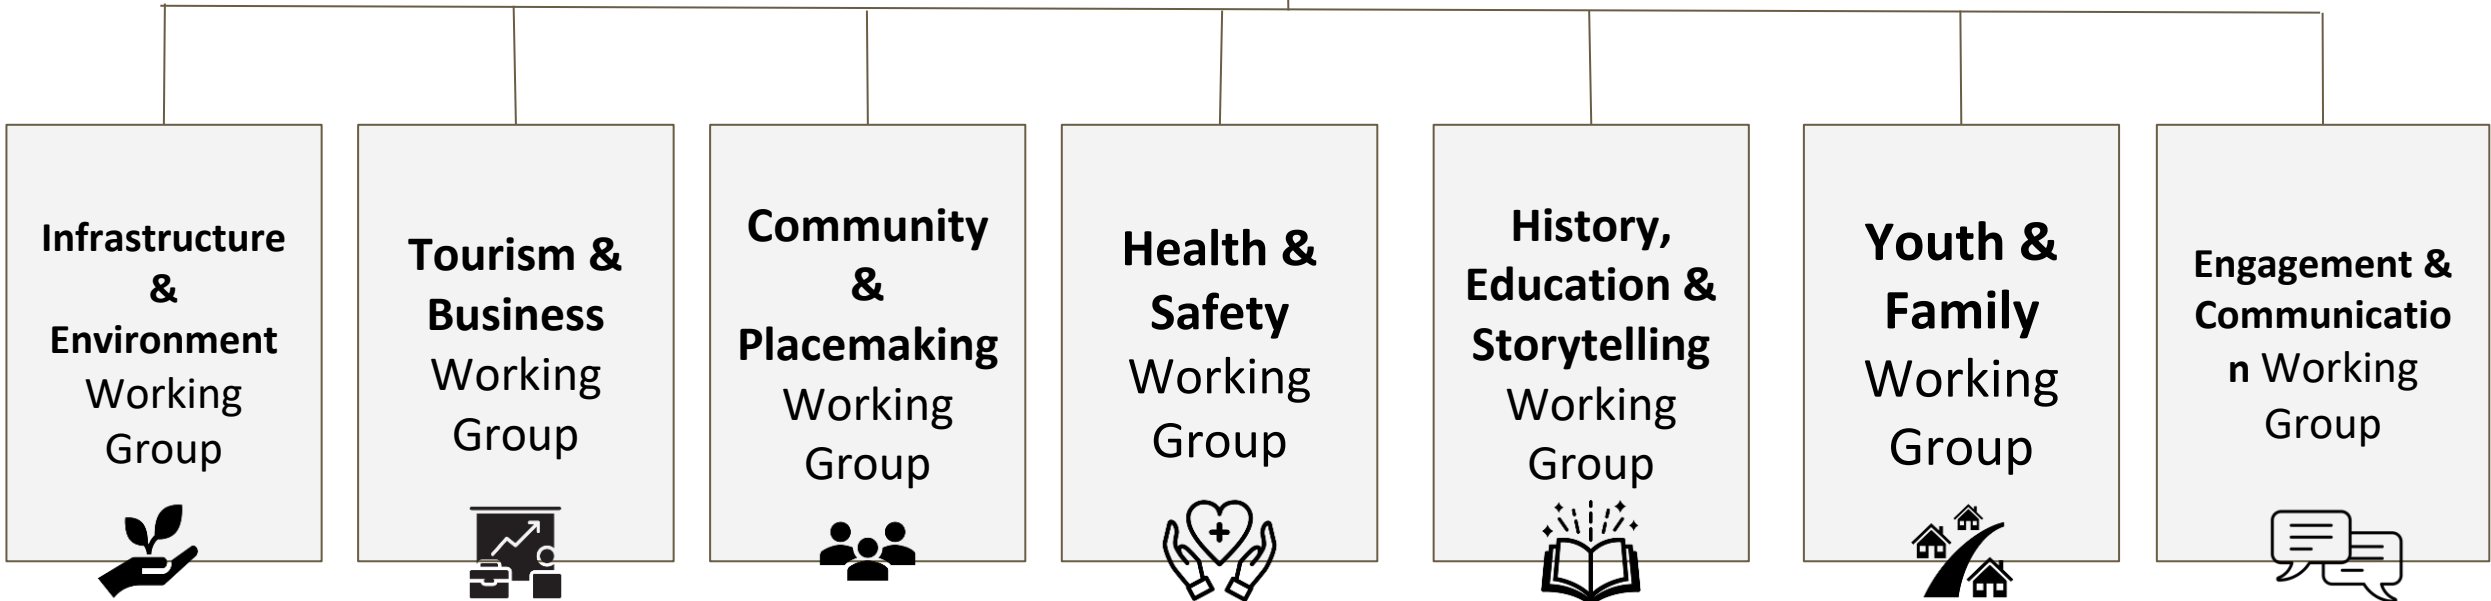 Infrastructure
&
Environment
Working
Group
Tourism &
Business
Working
Group
Community
&
Placemaking
Working
Group
Health &
Safety
Working
Group
History,
Education &
Storytelling
Working
Group
Youth &
Family
Working
Group
Engagement &
Communicatio
n Working
Group